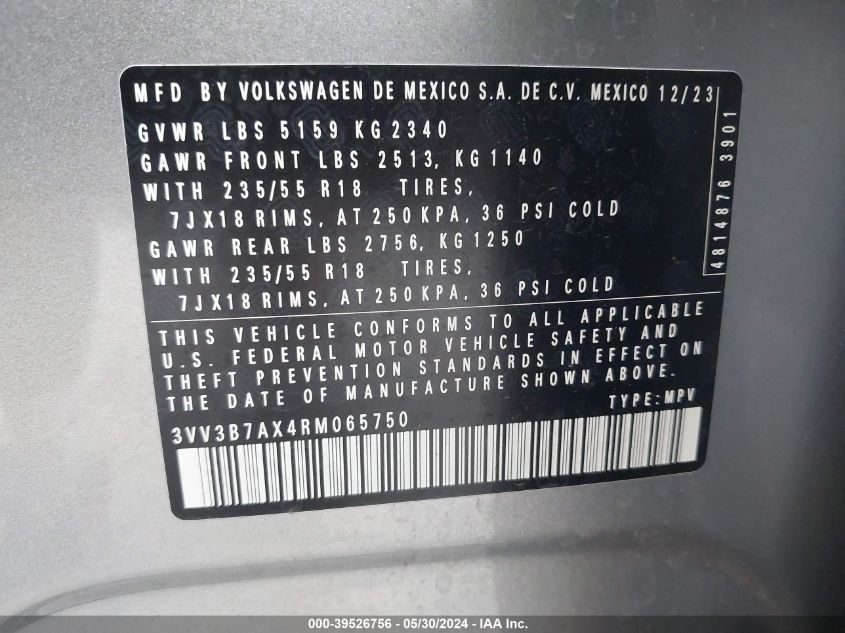 MFD BY VOLKSWAGEN DE MEXICO S.A. DE C.V. MEXICO 12/23
GVWR LBS 5159 KG 2340
GAWR FRONT LBS 2513, KG 1140
WITH 235/55 R18 TIRES,
7JX18 RIMS, AT 250 KPA, 36 PSI COLD
GAWR REAR LBS 2756, KG 1250
WITH 235/55 R18 TIRES,
7JX18 RIMS, AT 250 KPA, 36 PSI COLD
4814876 3901
THIS VEHICLE CONFORMS TO ALL APPLICABLE
U.S. FEDERAL MOTOR VEHICLE SAFETY AND
THEFT PREVENTION STANDARDS IN EFFECT ON
THE DATE OF MANUFACTURE SHOWN ABOVE.
TYPE: MPV
3VV3B7AX4RM065750
000-39526756 - 05/30/2024 - IAA Inc.